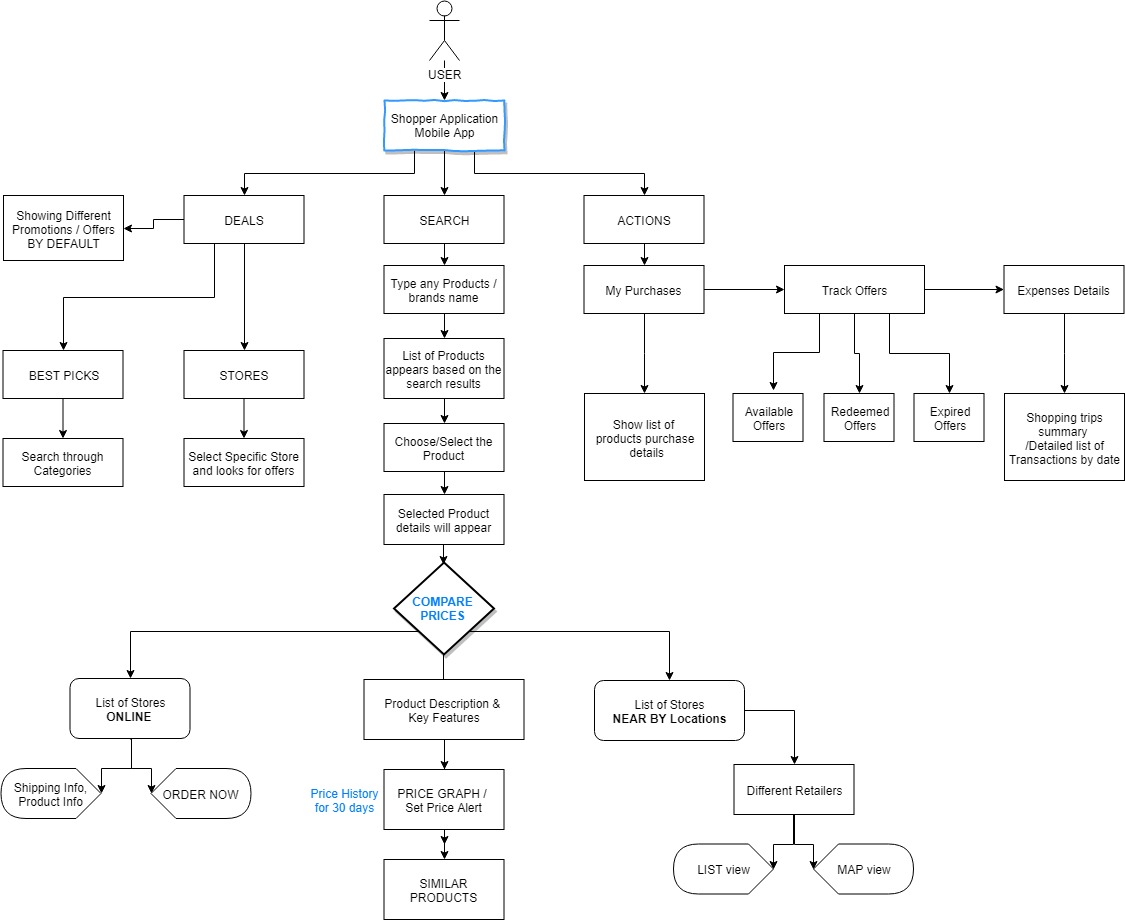 USER
Shopper Application
Mobile App
Showing Different
Promotions / Offers
BY DEFAULT
DEALS
SEARCH
ACTIONS
Type any Products /
brands name
My Purchases
Track Offers
Expenses Details
BEST PICKS
STORES
List of Products
appears based on the
search results
Search through
Categories
Select Specific Store
and looks for offers
Choose/Select the
Product
Show list of
products purchase
details
Available
Offers
Redeemed
Offers
Expired
Offers
Shopping trips
summary
/Detailed list of
Transactions by date
Selected Product
details will appear
COMPARE
PRICES
List of Stores
ONLINE
Product Description &
Key Features
List of Stores
NEAR BY Locations
Shipping Info,
Product Info
ORDER NOW
Price History
for 30 days
PRICE GRAPH /
Set Price Alert
Different Retailers
SIMILAR
PRODUCTS
LIST view
MAP view